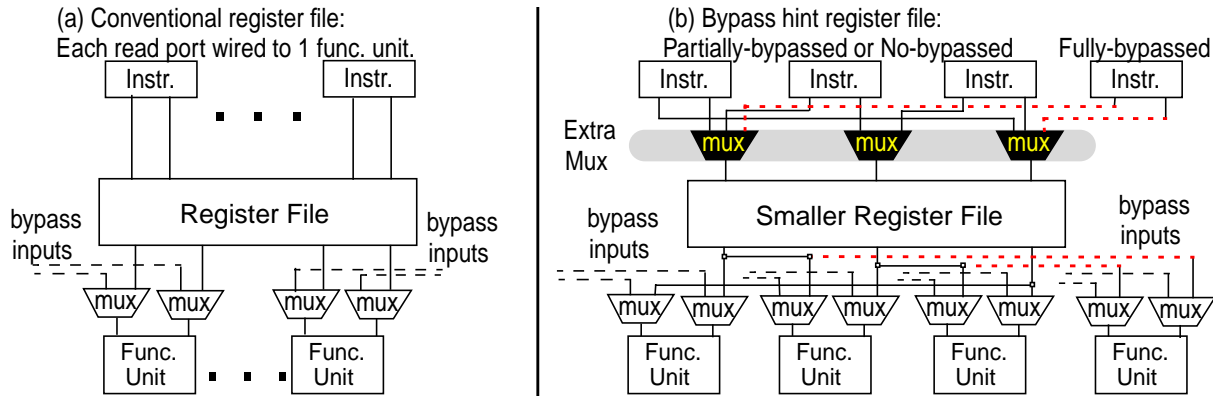 (a) Conventional register file:
Each read port wired to 1 func. unit.
Instr.
Instr.
Register File
bypass
inputs
bypass
inputs
mux
mux
mux
mux
Func.
Unit
Func.
Unit
(b) Bypass hint register file:
Partially-bypassed or No-bypassed
Fully-bypassed
Instr.
Instr.
Instr.
Instr.
Extra
Mux
mux
mux
mux
Smaller Register File
bypass
inputs
bypass
inputs
mux
mux
mux
mux
mux
mux
mux
mux
Func.
Unit
Func.
Unit
Func.
Unit
Func.
Unit